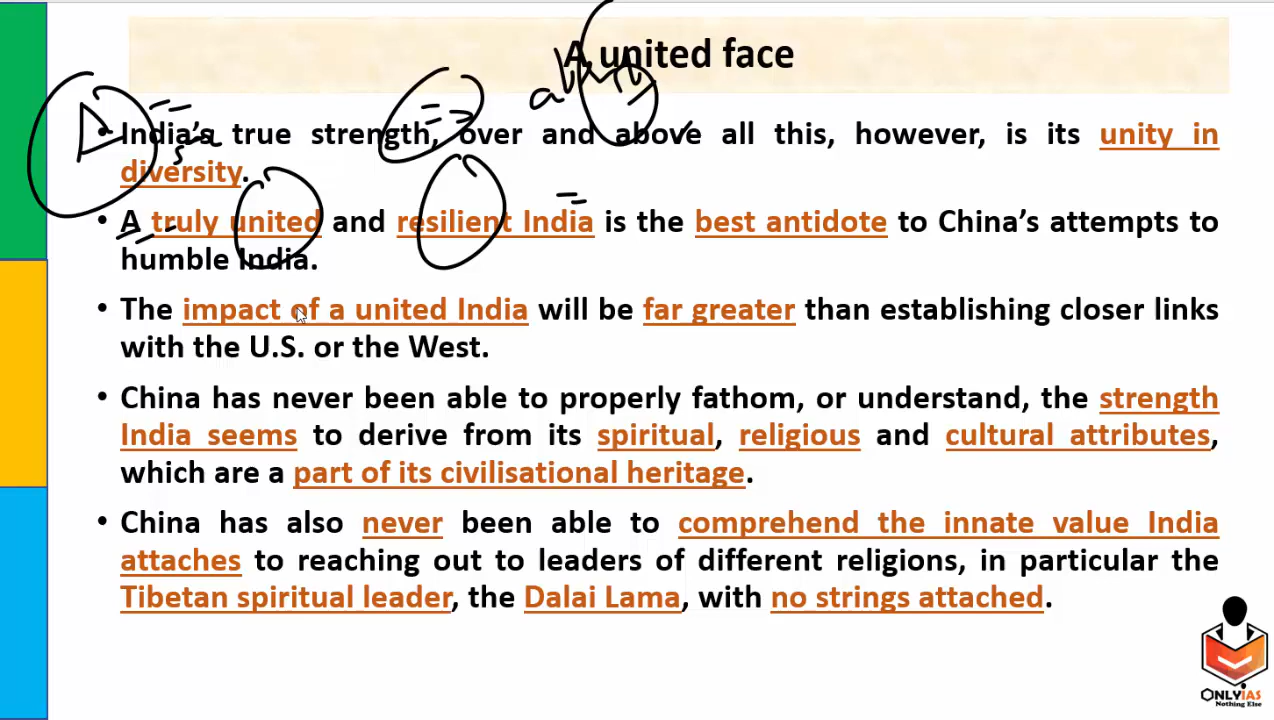 A united face
• India's true strength, over and above all this, however, is its unity in
diversity.
• A truly united and resilient India is the best antidote to China's attempts to
humble India.
• The impact of a united India will be far greater than establishing closer links
with the U.S. or the West.
• China has never been able to properly fathom, or understand, the strength
India seems to derive from its spiritual, religious and cultural attributes,
which are a part of its civilisational heritage.
• China has also never been able to comprehend the innate value India
attaches to reaching out to leaders of different religions, in particular the
Tibetan spiritual leader, the Dalai Lama, with no strings attached.
ONLYIAS
Nothing Else